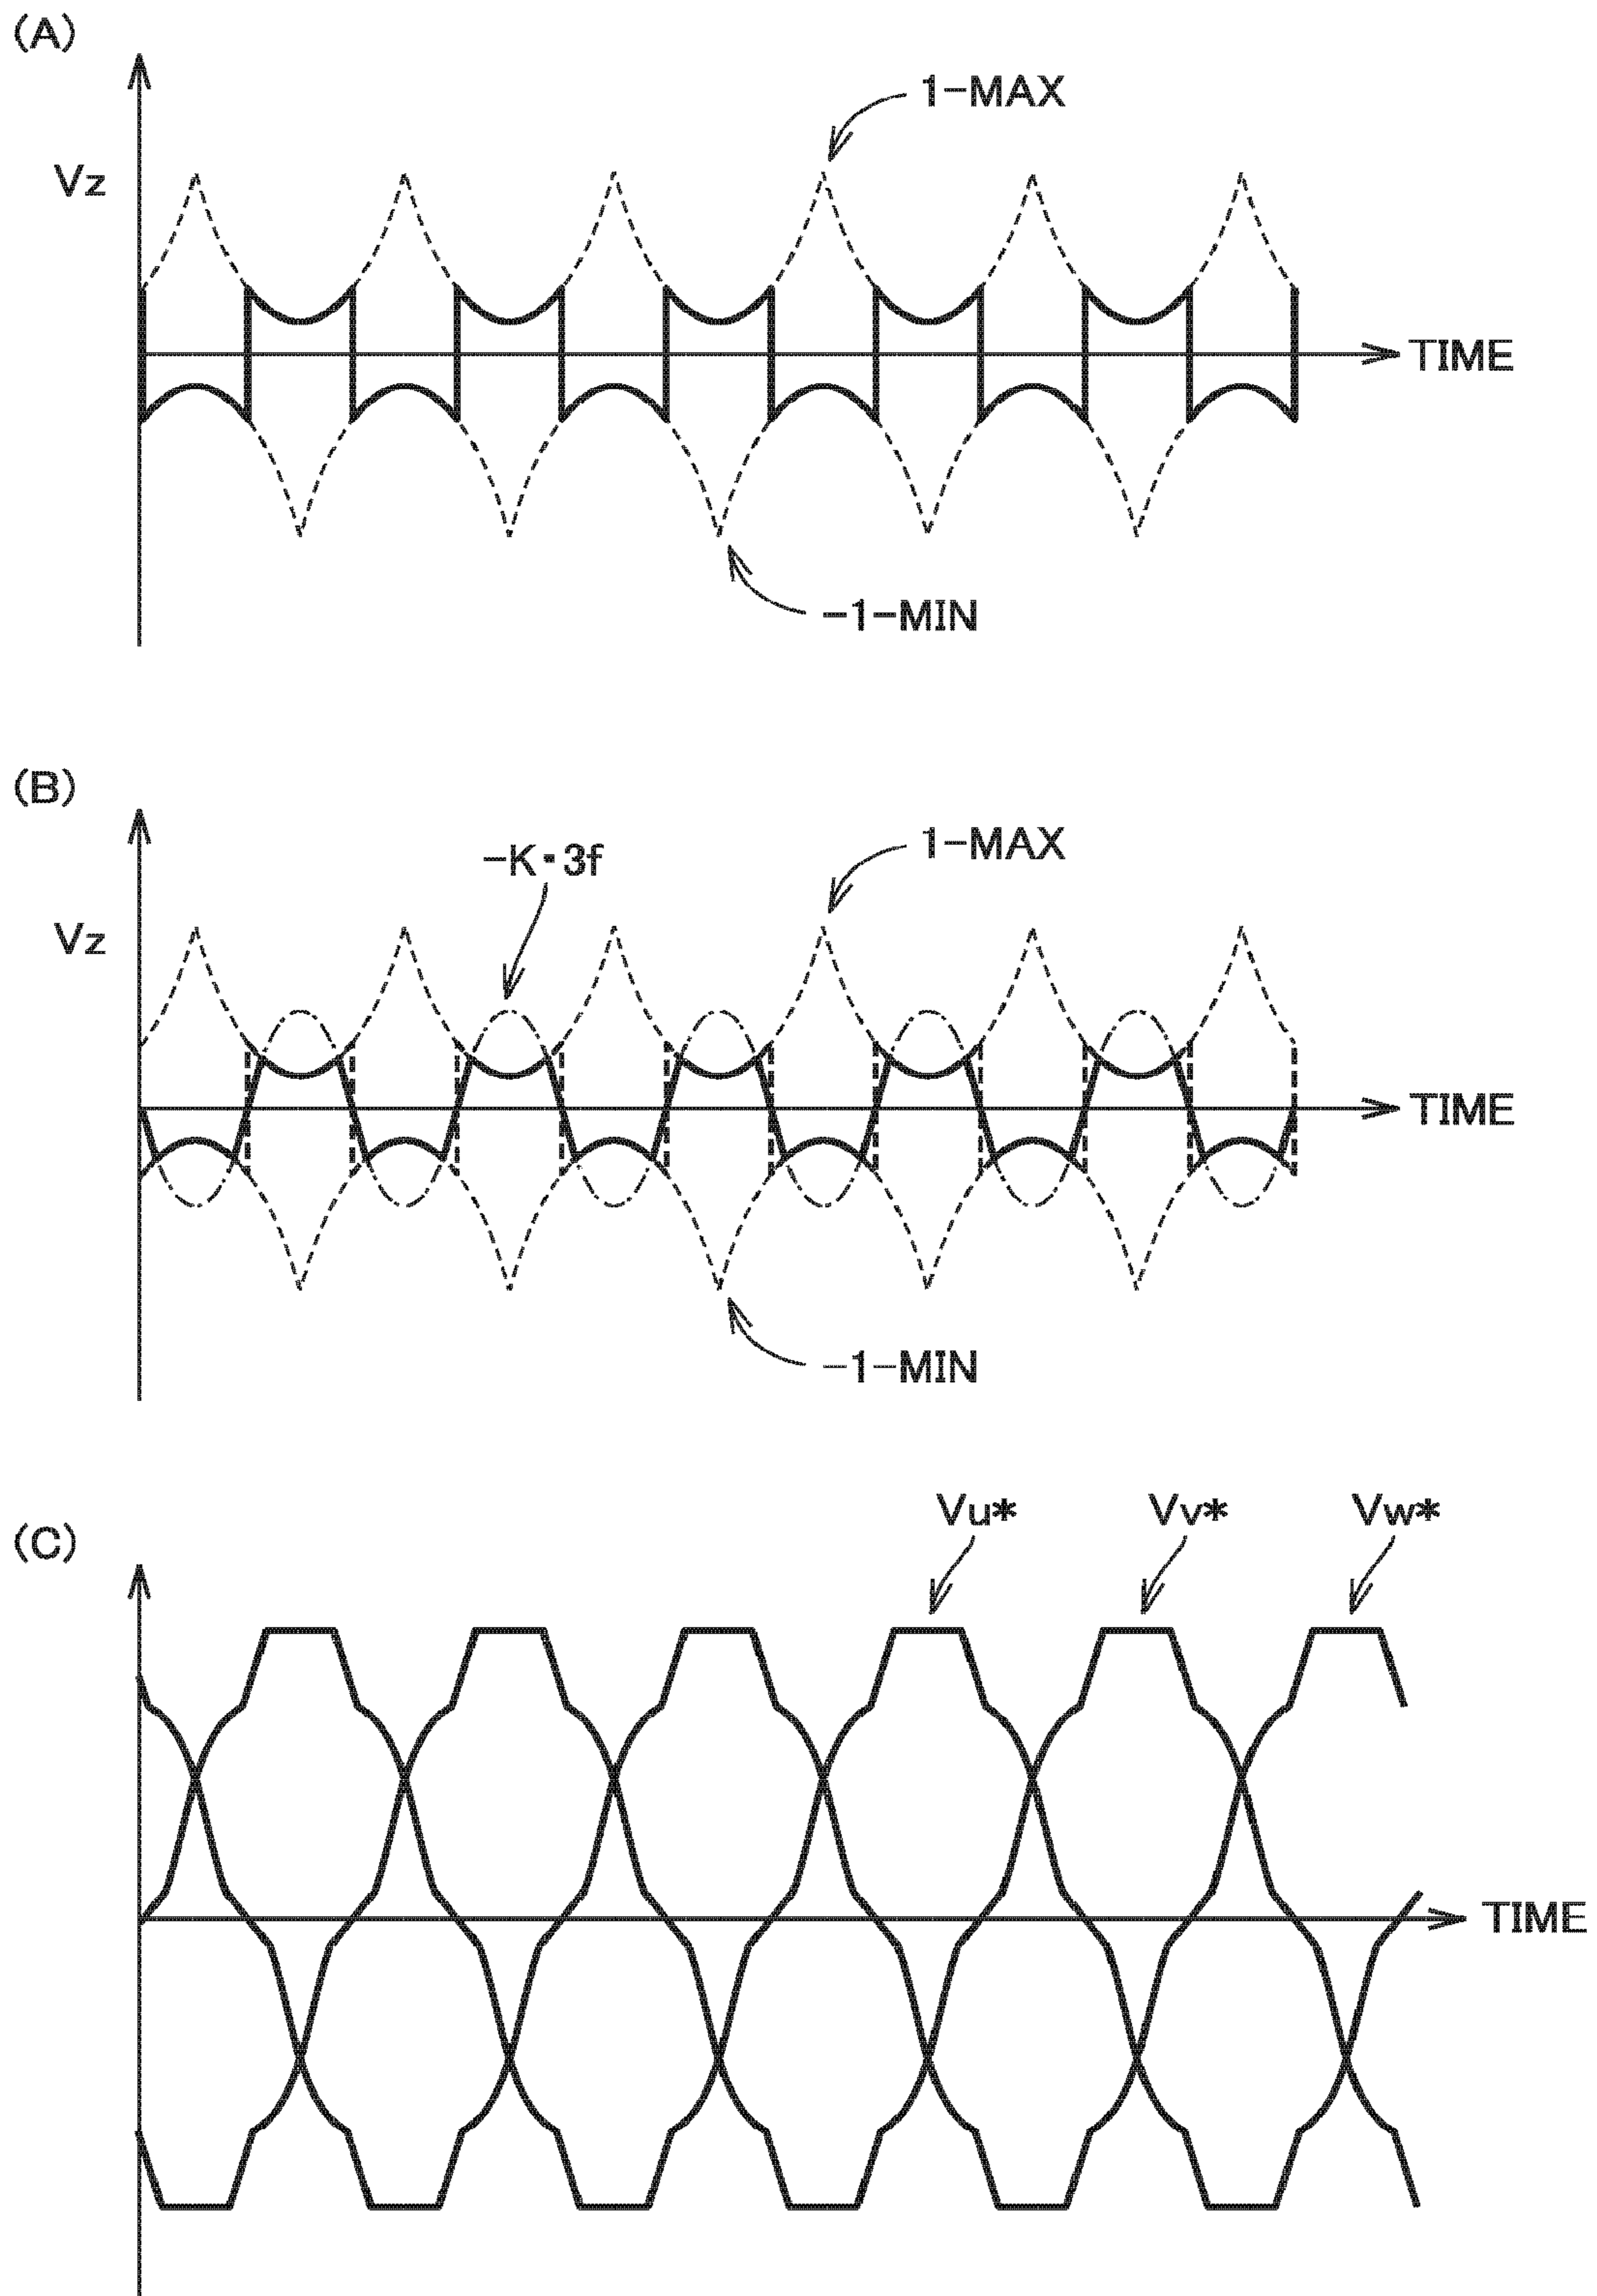 (A)
1-MAX
Vz
TIME
-1-MIN
(B)
-K·3f
1-MAX
Vz
TIME
-1-MIN
(C)
Vu* Vv* Vw*
TIME